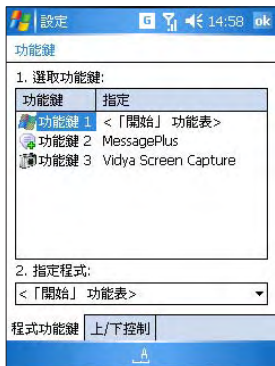 設定 G 14:58 ok
功能鍵
1. 選取功能鍵:
功能鍵 指定
功能鍵 1 <「開始」 功能表>
功能鍵 2 MessagePlus
功能鍵 3 Vidya Screen Capture
2. 指定程式:
<「開始」 功能表>
程式功能鍵 上/下控制
A